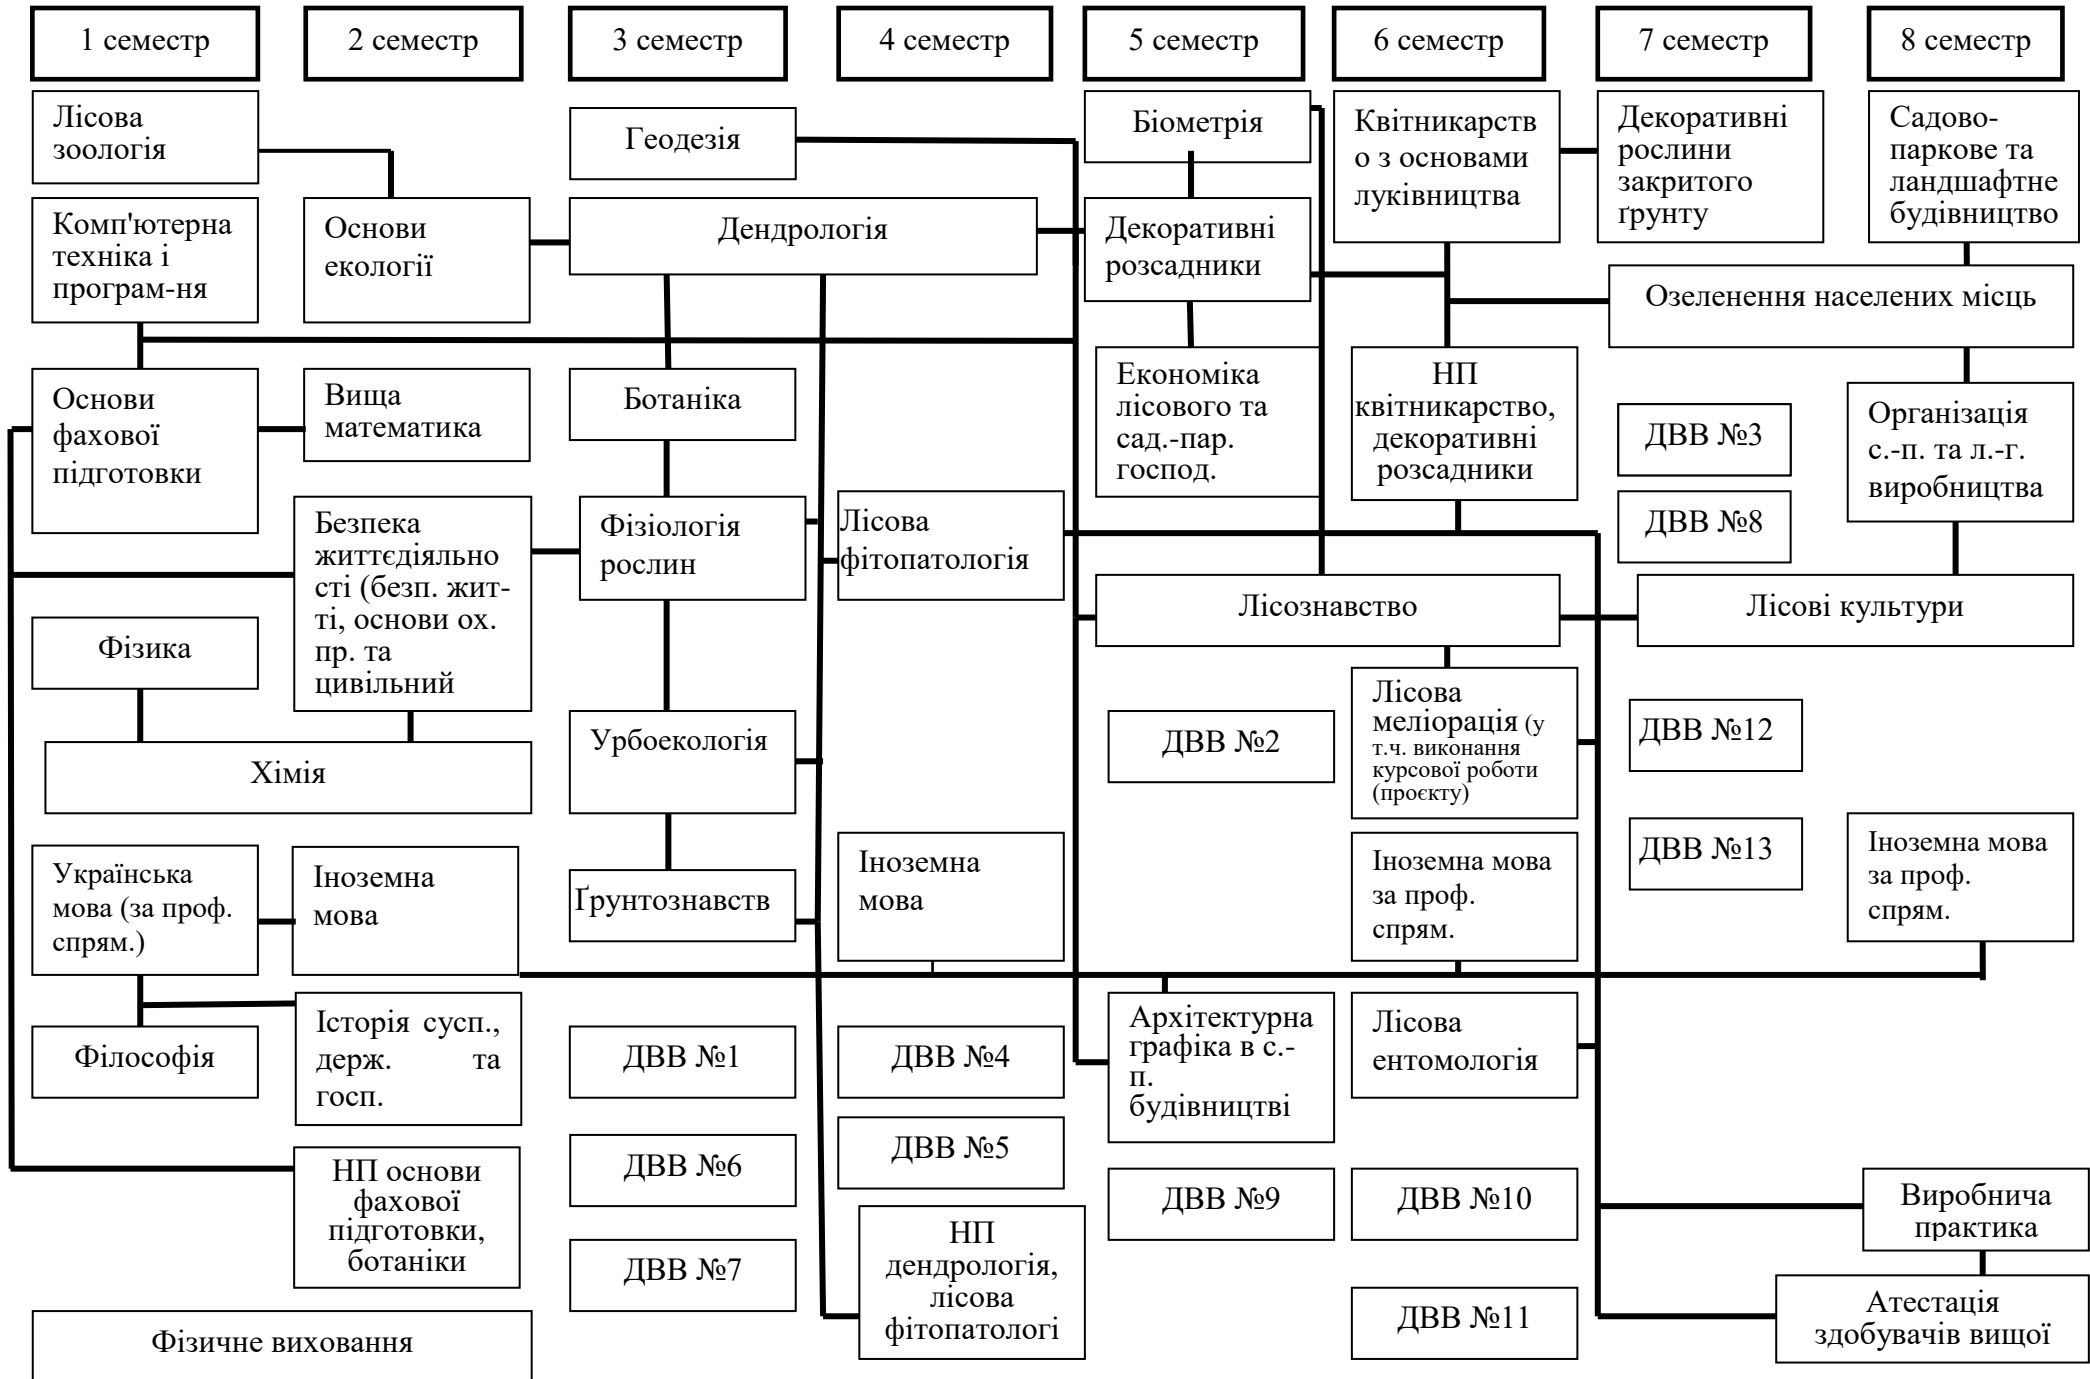 1 семестр
2 семестр
3 семестр
4 семестр
5 семестр
6 семестр
7 семестр
8 семестр
Лісова
зоологія
Геодезія
Біометрія
Квітникарств
о з основами
луківництва
Декоративні
рослини
закритого
ґрунту
Садово-
паркове та
ландшафтне
будівництво
Комп'ютерна
техніка і
програм-ня
Основи
екології
Дендрологія
Декоративні
розсадники
Озеленення населених місць
Основи
фахової
підготовки
Вища
математика
Ботаніка
Економіка
лісового та
сад.-пар.
господ.
НП
квітникарство,
декоративні
розсадники
ДВВ №3
Організація
с.-п. та л.-г.
виробництва
Безпека
життєдіяльно
сті (безп. жит-
ті, основи ох.
пр. та
цивільний
Фізіологія
рослин
Лісова
фітопатологія
ДВВ №8
Лісознавство
Лісові культури
Фізика
Хімія
Урбоекологія
ДВВ №2
Лісова
меліорація (у
т.ч. виконання
курсової роботи
(проєкту)
ДВВ №12
Українська
мова (за проф.
спрям.)
Іноземна
мова
Ґрунтознавств
Іноземна
мова
Іноземна мова
за проф.
спрям.
ДВВ №13
Іноземна мова
за проф.
спрям.
Філософія
Історія сусп.,
держ. та
госп.
ДВВ №1
ДВВ №4
Архітектурна
графіка в с.-
п.
будівництві
Лісова
ентомологія
НП основи
фахової
підготовки,
ботаніки
ДВВ №6
ДВВ №5
ДВВ №9
ДВВ №10
Виробнича
практика
ДВВ №7
НП
дендрологія,
лісова
фітопатологі
ДВВ №11
Атестація
здобувачів вищої
Фізичне виховання